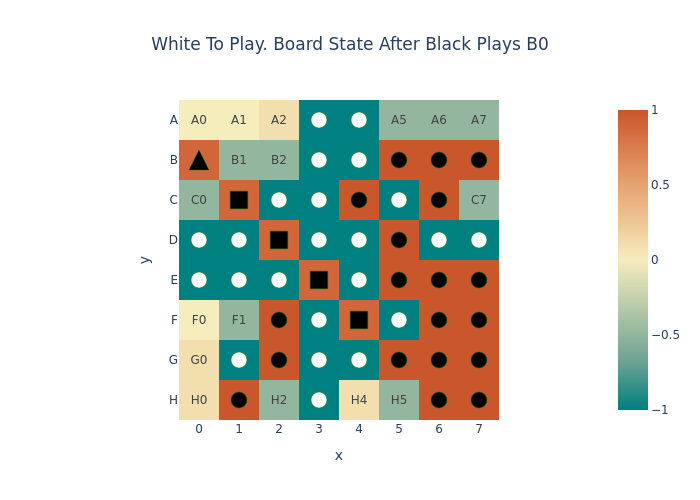 White To Play. Board State After Black Plays B0
A A0 A1 A2 A5 A6 A7
B B1 B2
C C0 C7
D
E
F F0 F1
G G0
H H0 H2 H4 H5
0 1 2 3 4 5 6 7
x
y
1
0.5
0
−0.5
−1